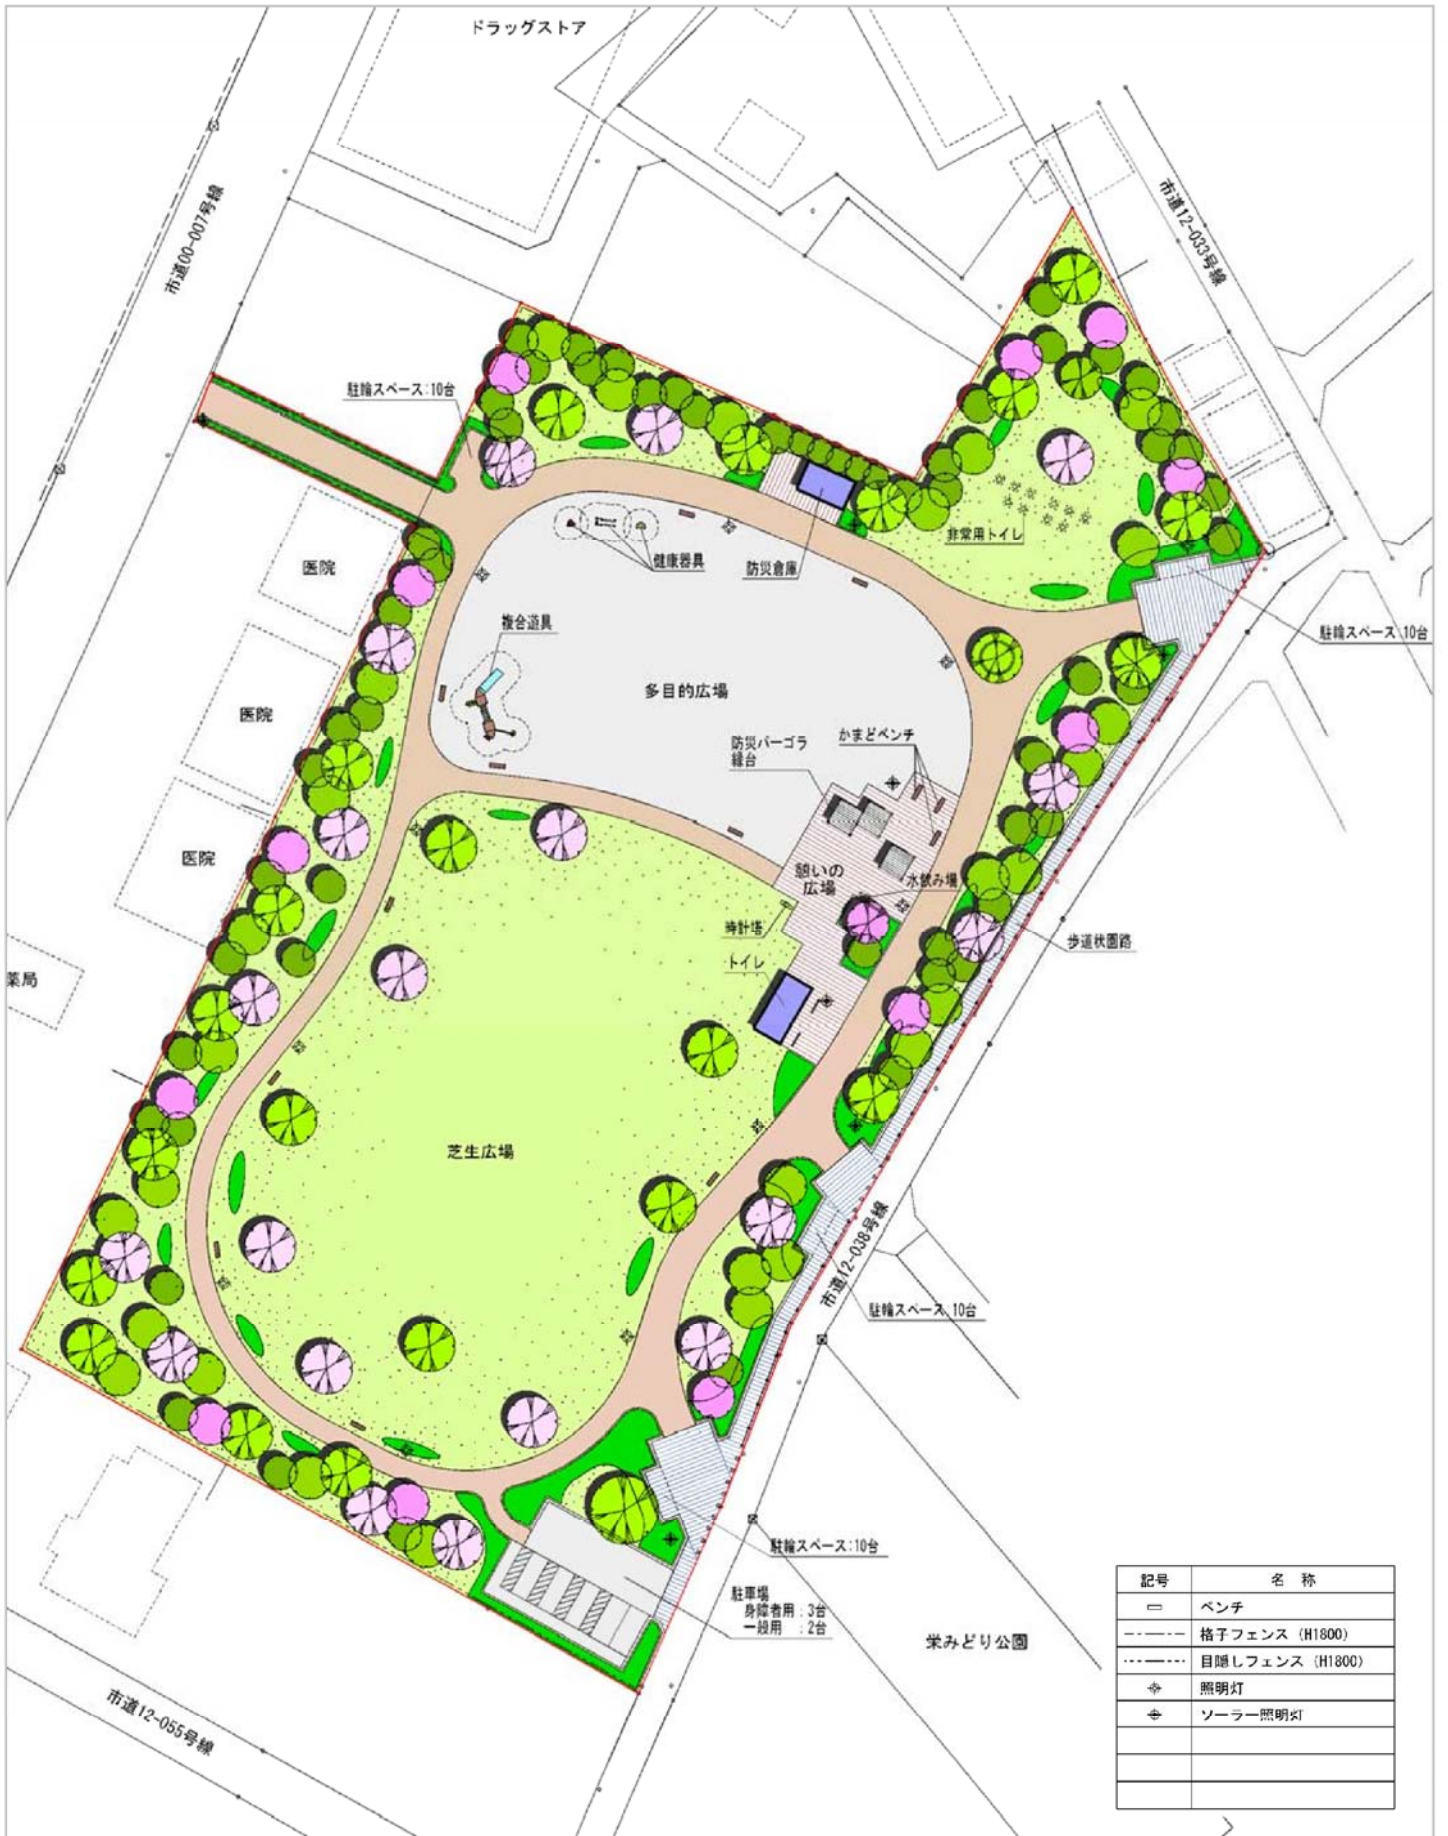 ドラッグストア
市道00-007号線
市道12-033号線
駐輪スペース:10台
医院
健康器具
防災倉庫
非常用トイレ
駐輪スペース 10台
複合遊具
医院
多目的広場
防災パーゴラ
縁台
かまどベンチ
医院
憩いの
広場
水飲み場
時計塔
歩道状園路
トイレ
薬局
芝生広場
市道12-038号線
駐輪スペース 10台
駐輪スペース:10台
駐車場
身障者用:3台
一般用 :2台
栄みどり公園
市道12-055号線
記号 名 称
ベンチ
格子フェンス (H1800)
目隠しフェンス (H1800)
照明灯
ソーラー照明灯